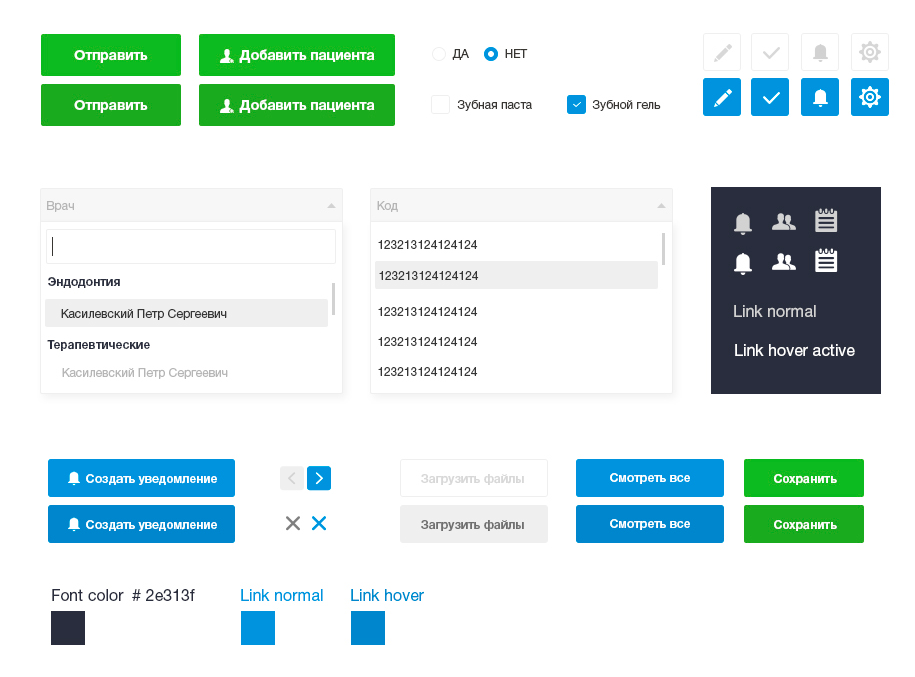 Отправить
Добавить пациента
ДА
НЕТ
Отправить
Добавить пациента
Зубная паста
Зубной гель
Врач
Эндодонтия
Касилевский Петр Сергеевич
Терапевтические
Касилевский Петр Сергеевич
Код
123213124124124
123213124124124
123213124124124
123213124124124
123213124124124
Link normal
Link hover active
Создать уведомление
Загрузить файлы
Смотреть все
Сохранить
Создать уведомление
Загрузить файлы
Смотреть все
Сохранить
Font color # 2e313f
Link normal
Link hover